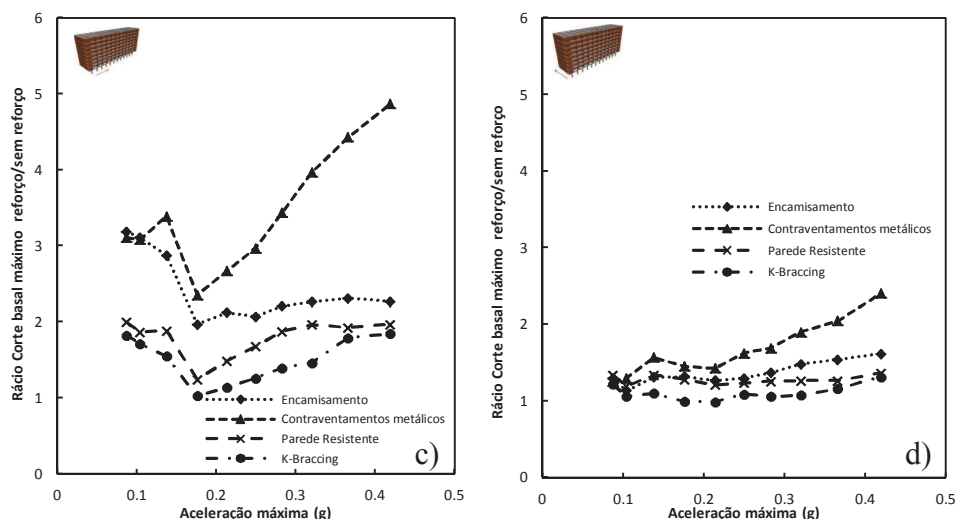 Rácio Corte basal máximo reforço/sem reforço
6
5
4
3
2
1
0
Encamisamento
Contraventamentos metálicos
Parede Resistente
K-Braccing
c)
0
0.1
0.2
0.3
0.4
0.5
Aceleração máxima (g)
Rácio Corte basal máximo reforço/sem reforço
6
5
4
3
2
1
0
Encamisamento
Contraventamentos metálicos
Parede Resistente
K-Braccing
d)
0
0.1
0.2
0.3
0.4
0.5
Aceleração máxima (g)